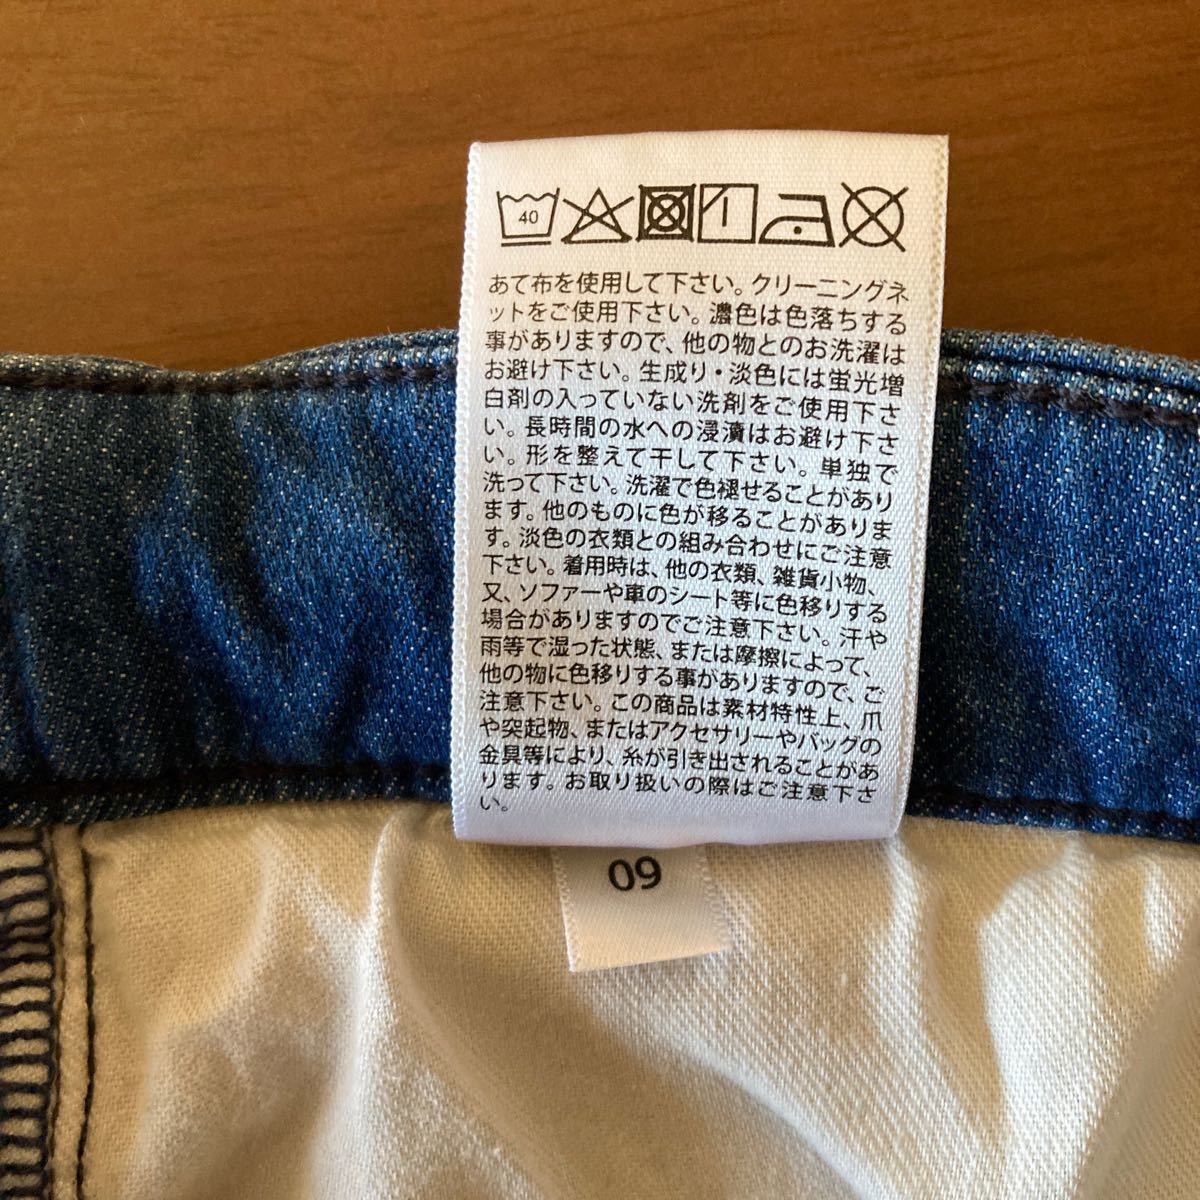 40
あて布を使用して下さい。クリーニングネ
ットをご使用下さい。濃色は色落ちする
事がありますので、他の物とのお洗濯は
お避け下さい。生成り・淡色には蛍光増
白剤の入っていない洗剤をご使用下さ
い。長時間の水への浸漬はお避け下さ
い。形を整えて干して下さい。単独で
洗って下さい。洗濯で色褪せることがあり
ます。他のものに色が移ることがありま
す。淡色の衣類との組み合わせにご注意
下さい。着用時は、他の衣類、雑貨小物、
又、ソファーや車のシート等に色移りする
場合がありますのでご注意下さい。汗や
雨等で湿った状態、または摩擦によって、
他の物に色移りする事がありますので、ご
注意下さい。この商品は素材特性上、爪
や突起物、またはアクセサリーやバッグの
金具等により、糸が引き出されることがあ
ります。お取り扱いの際はご注意下さ
い。
09